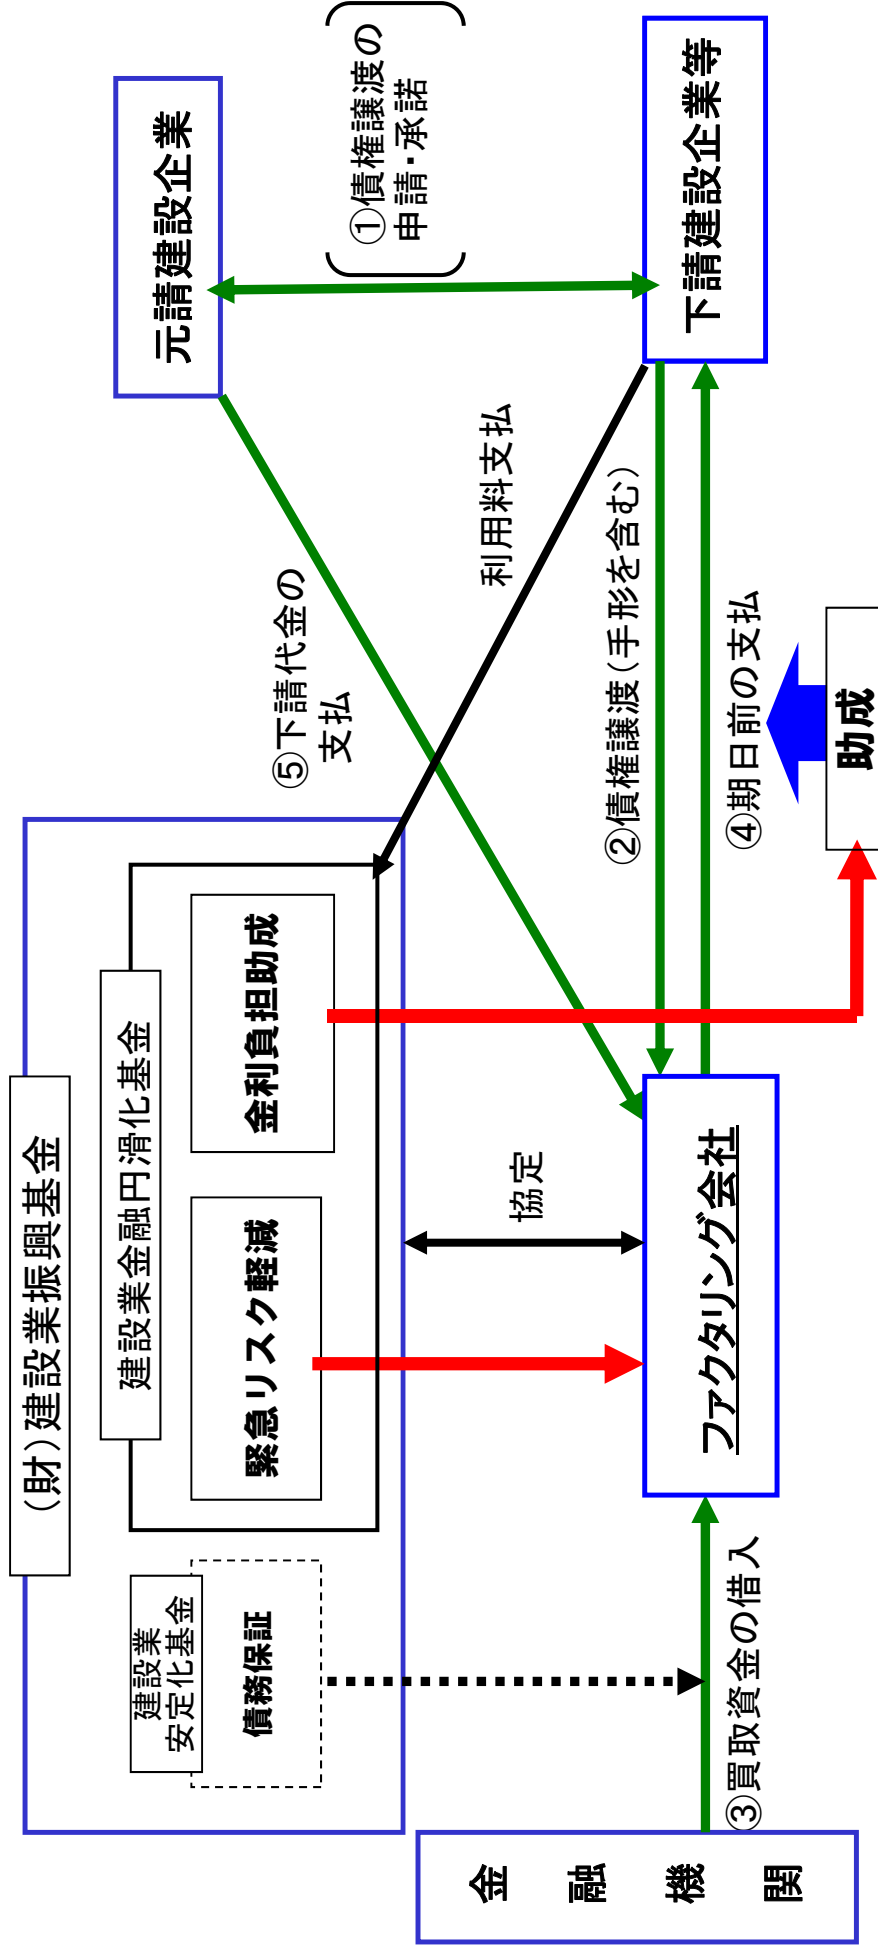 (財)建設業振興基金
建設業金融円滑化基金
建設業
安定化基金
債務保証
緊急リスク軽減
金利負担助成
元請建設企業
①債権譲渡の
申請・承諾
⑤下請代金の
支払
利用料支払
協定
②債権譲渡(手形を含む)
金融機関
ファクタリング会社
下請建設企業等
③買取資金の借入
④期日前の支払
助成